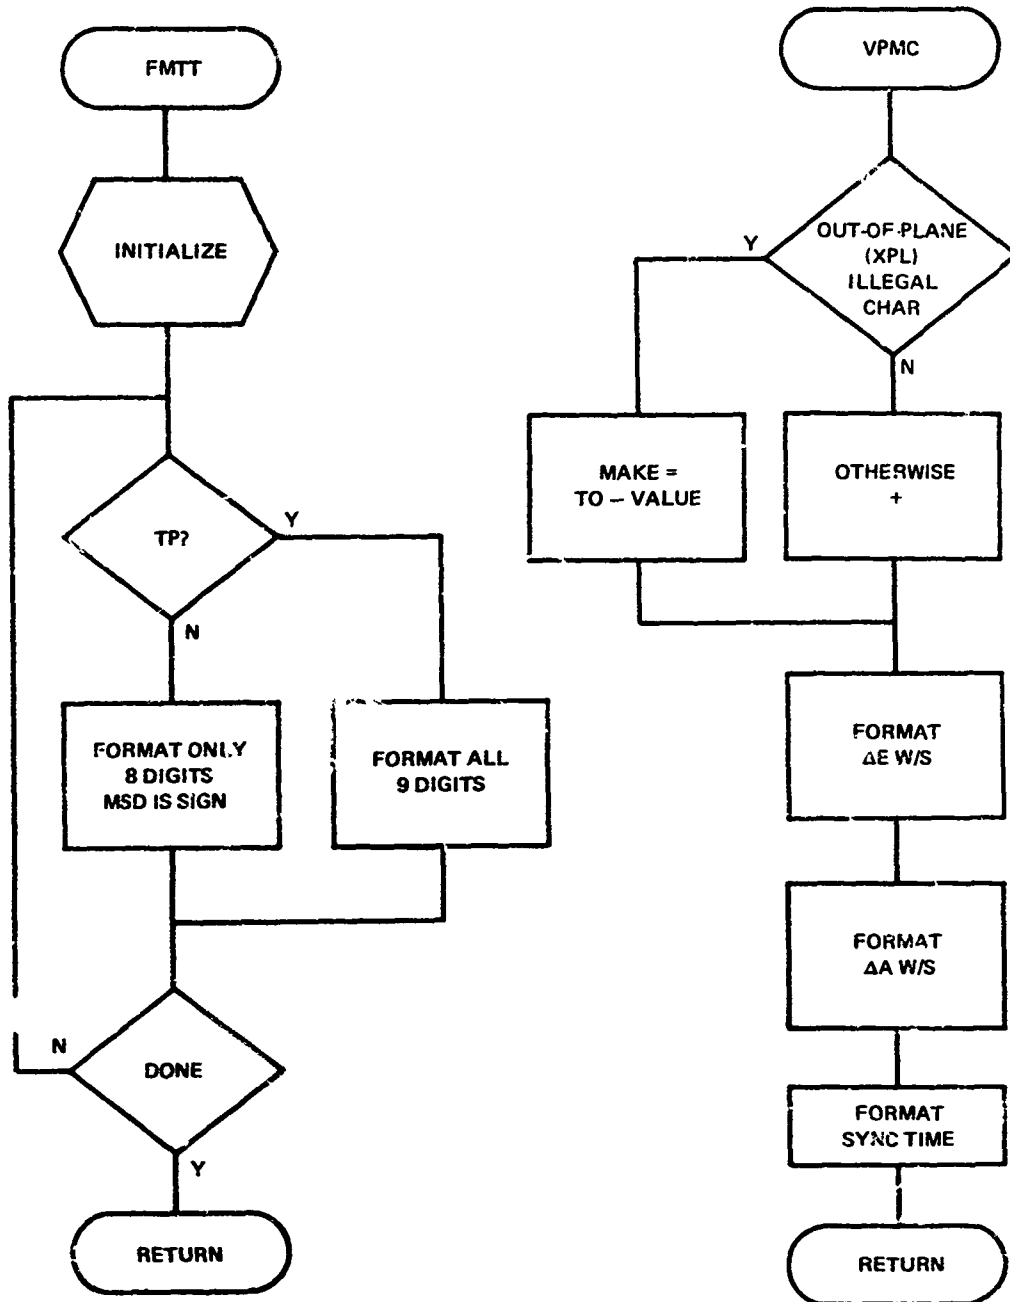 FMTT
INITIALIZE
TP?
Y
N
FORMAT ONLY
8 DIGITS
MSD IS SIGN
FORMAT ALL
9 DIGITS
N
DONE
Y
RETURN
VPMC
Y
OUT-OF-PLANE
(XPL)
ILLEGAL
CHAR
N
MAKE =
TO – VALUE
OTHERWISE
+
FORMAT
ΔE W/S
FORMAT
ΔA W/S
FORMAT
SYNC TIME
RETURN